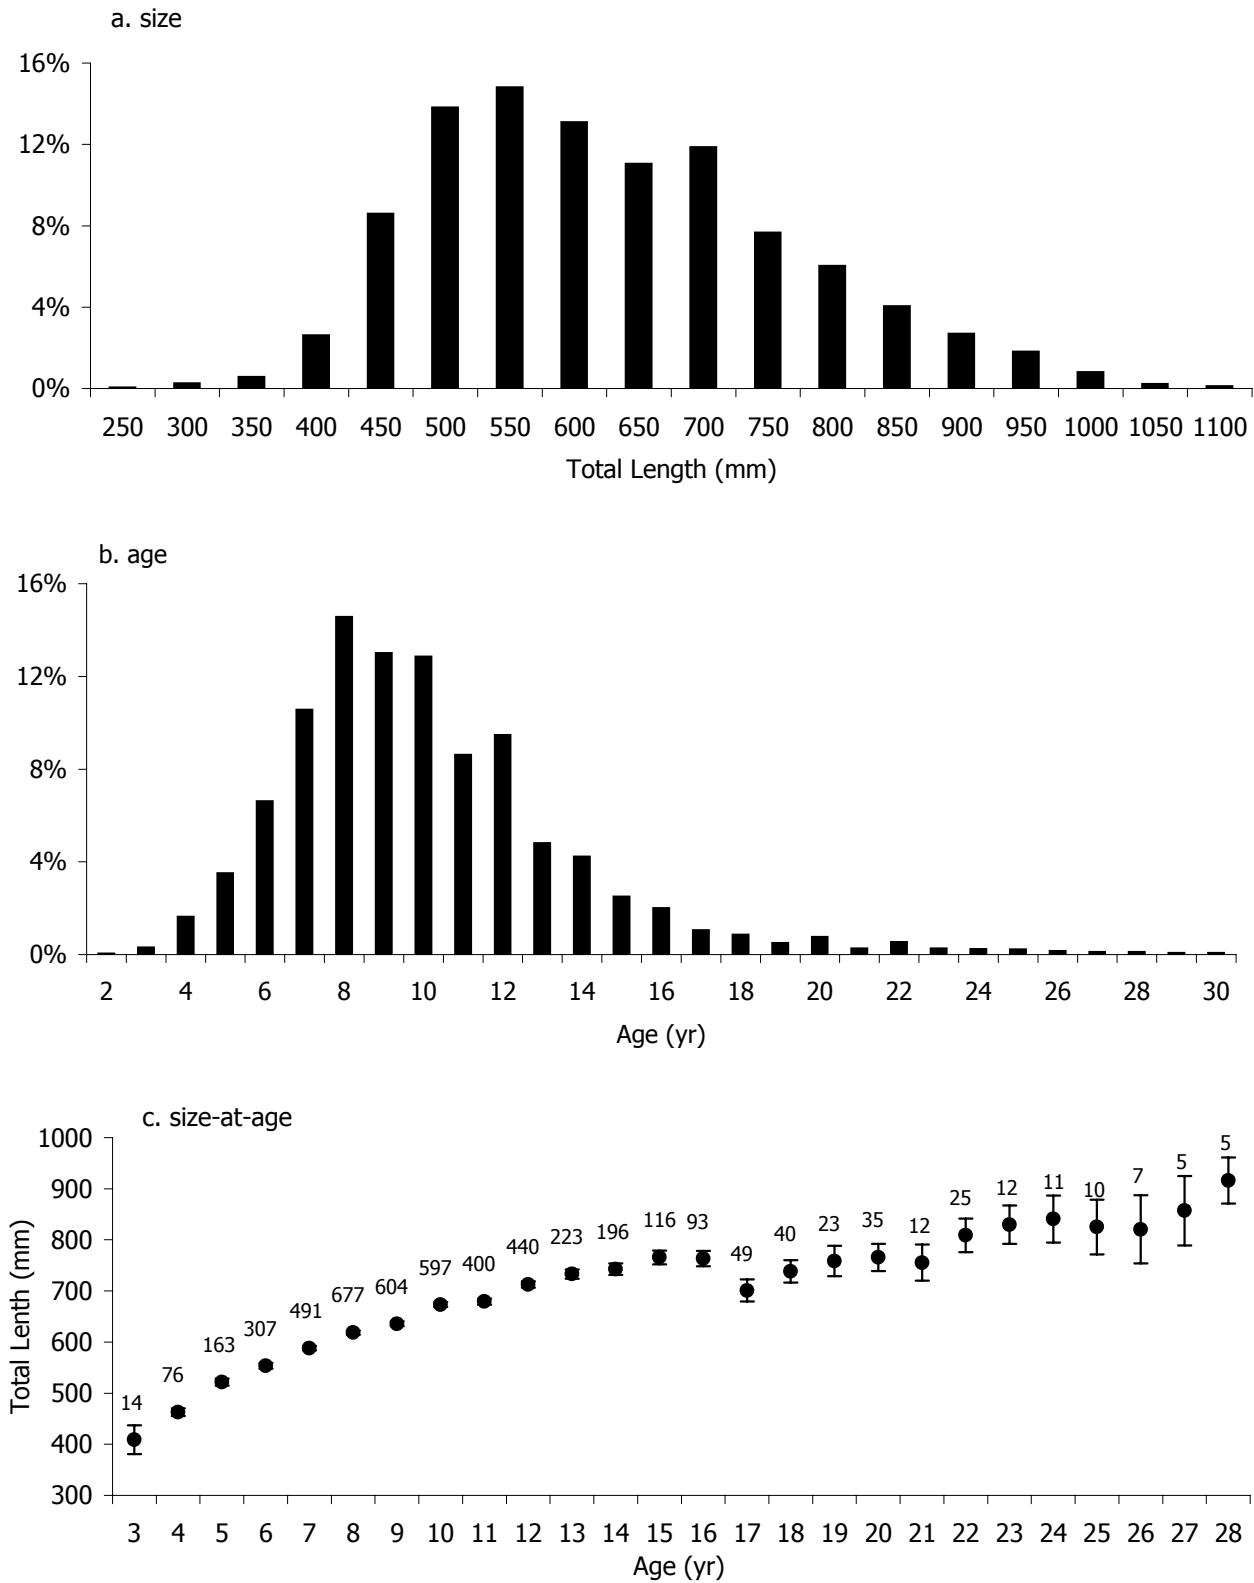 a. size
16%
12%
8%
4%
0%
250 300 350 400 450 500 550 600 650 700 750 800 850 900 950 1000 1050 1100
Total Length (mm)
b. age
16%
12%
8%
4%
0%
2 4 6 8 10 12 14 16 18 20 22 24 26 28 30
Age (yr)
c. size-at-age
1000
900
800
700
600
500
400
300
Total Lenth (mm)
14 76 163 307 491 677 604 597 400 440 223 196 116 93 49 40 23 35 12 25 12 11 10 7 5 5
3 4 5 6 7 8 9 10 11 12 13 14 15 16 17 18 19 20 21 22 23 24 25 26 27 28
Age (yr)